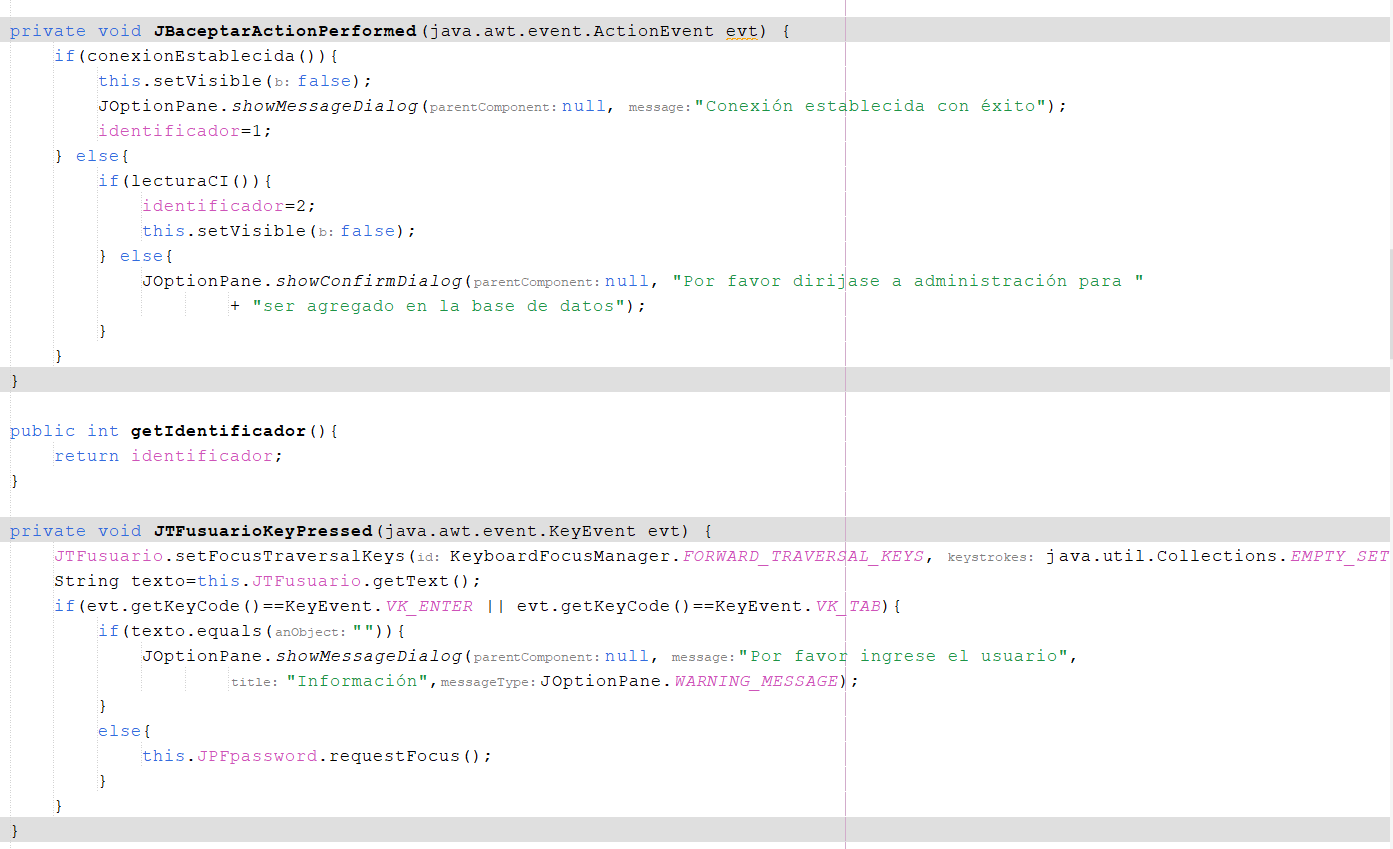 private void JBaceptarActionPerformed(java.awt.event.ActionEvent evt) {
    if(conexionEstablecida()){
        this.setVisible(b: false);
        JOptionPane.showMessageDialog(parentComponent: null, message: "Conexión establecida con éxito");
        identificador=1;
    } else{
        if(lecturaCI()){
            identificador=2;
            this.setVisible(b: false);
        } else{
            JOptionPane.showConfirmDialog(parentComponent: null, "Por favor dirijase a administración para "
                    + "ser agregado en la base de datos");
        }
    }
}
public int getIdentificador(){
    return identificador;
}
private void JTFusuarioKeyPressed(java.awt.event.KeyEvent evt) {
    JTFusuario.setFocusTraversalKeys(id: KeyboardFocusManager.FORWARD_TRAVERSAL_KEYS, keystrokes: java.util.Collections.EMPTY_SET
    String texto=this.JTFusuario.getText();
    if(evt.getKeyCode()==KeyEvent.VK_ENTER || evt.getKeyCode()==KeyEvent.VK_TAB){
        if(texto.equals(anObject: "")){
            JOptionPane.showMessageDialog(parentComponent: null, message: "Por favor ingrese el usuario",
                    title: "Información",messageType: JOptionPane.WARNING_MESSAGE);
        }
        else{
            this.JPFpassword.requestFocus();
        }
    }
}